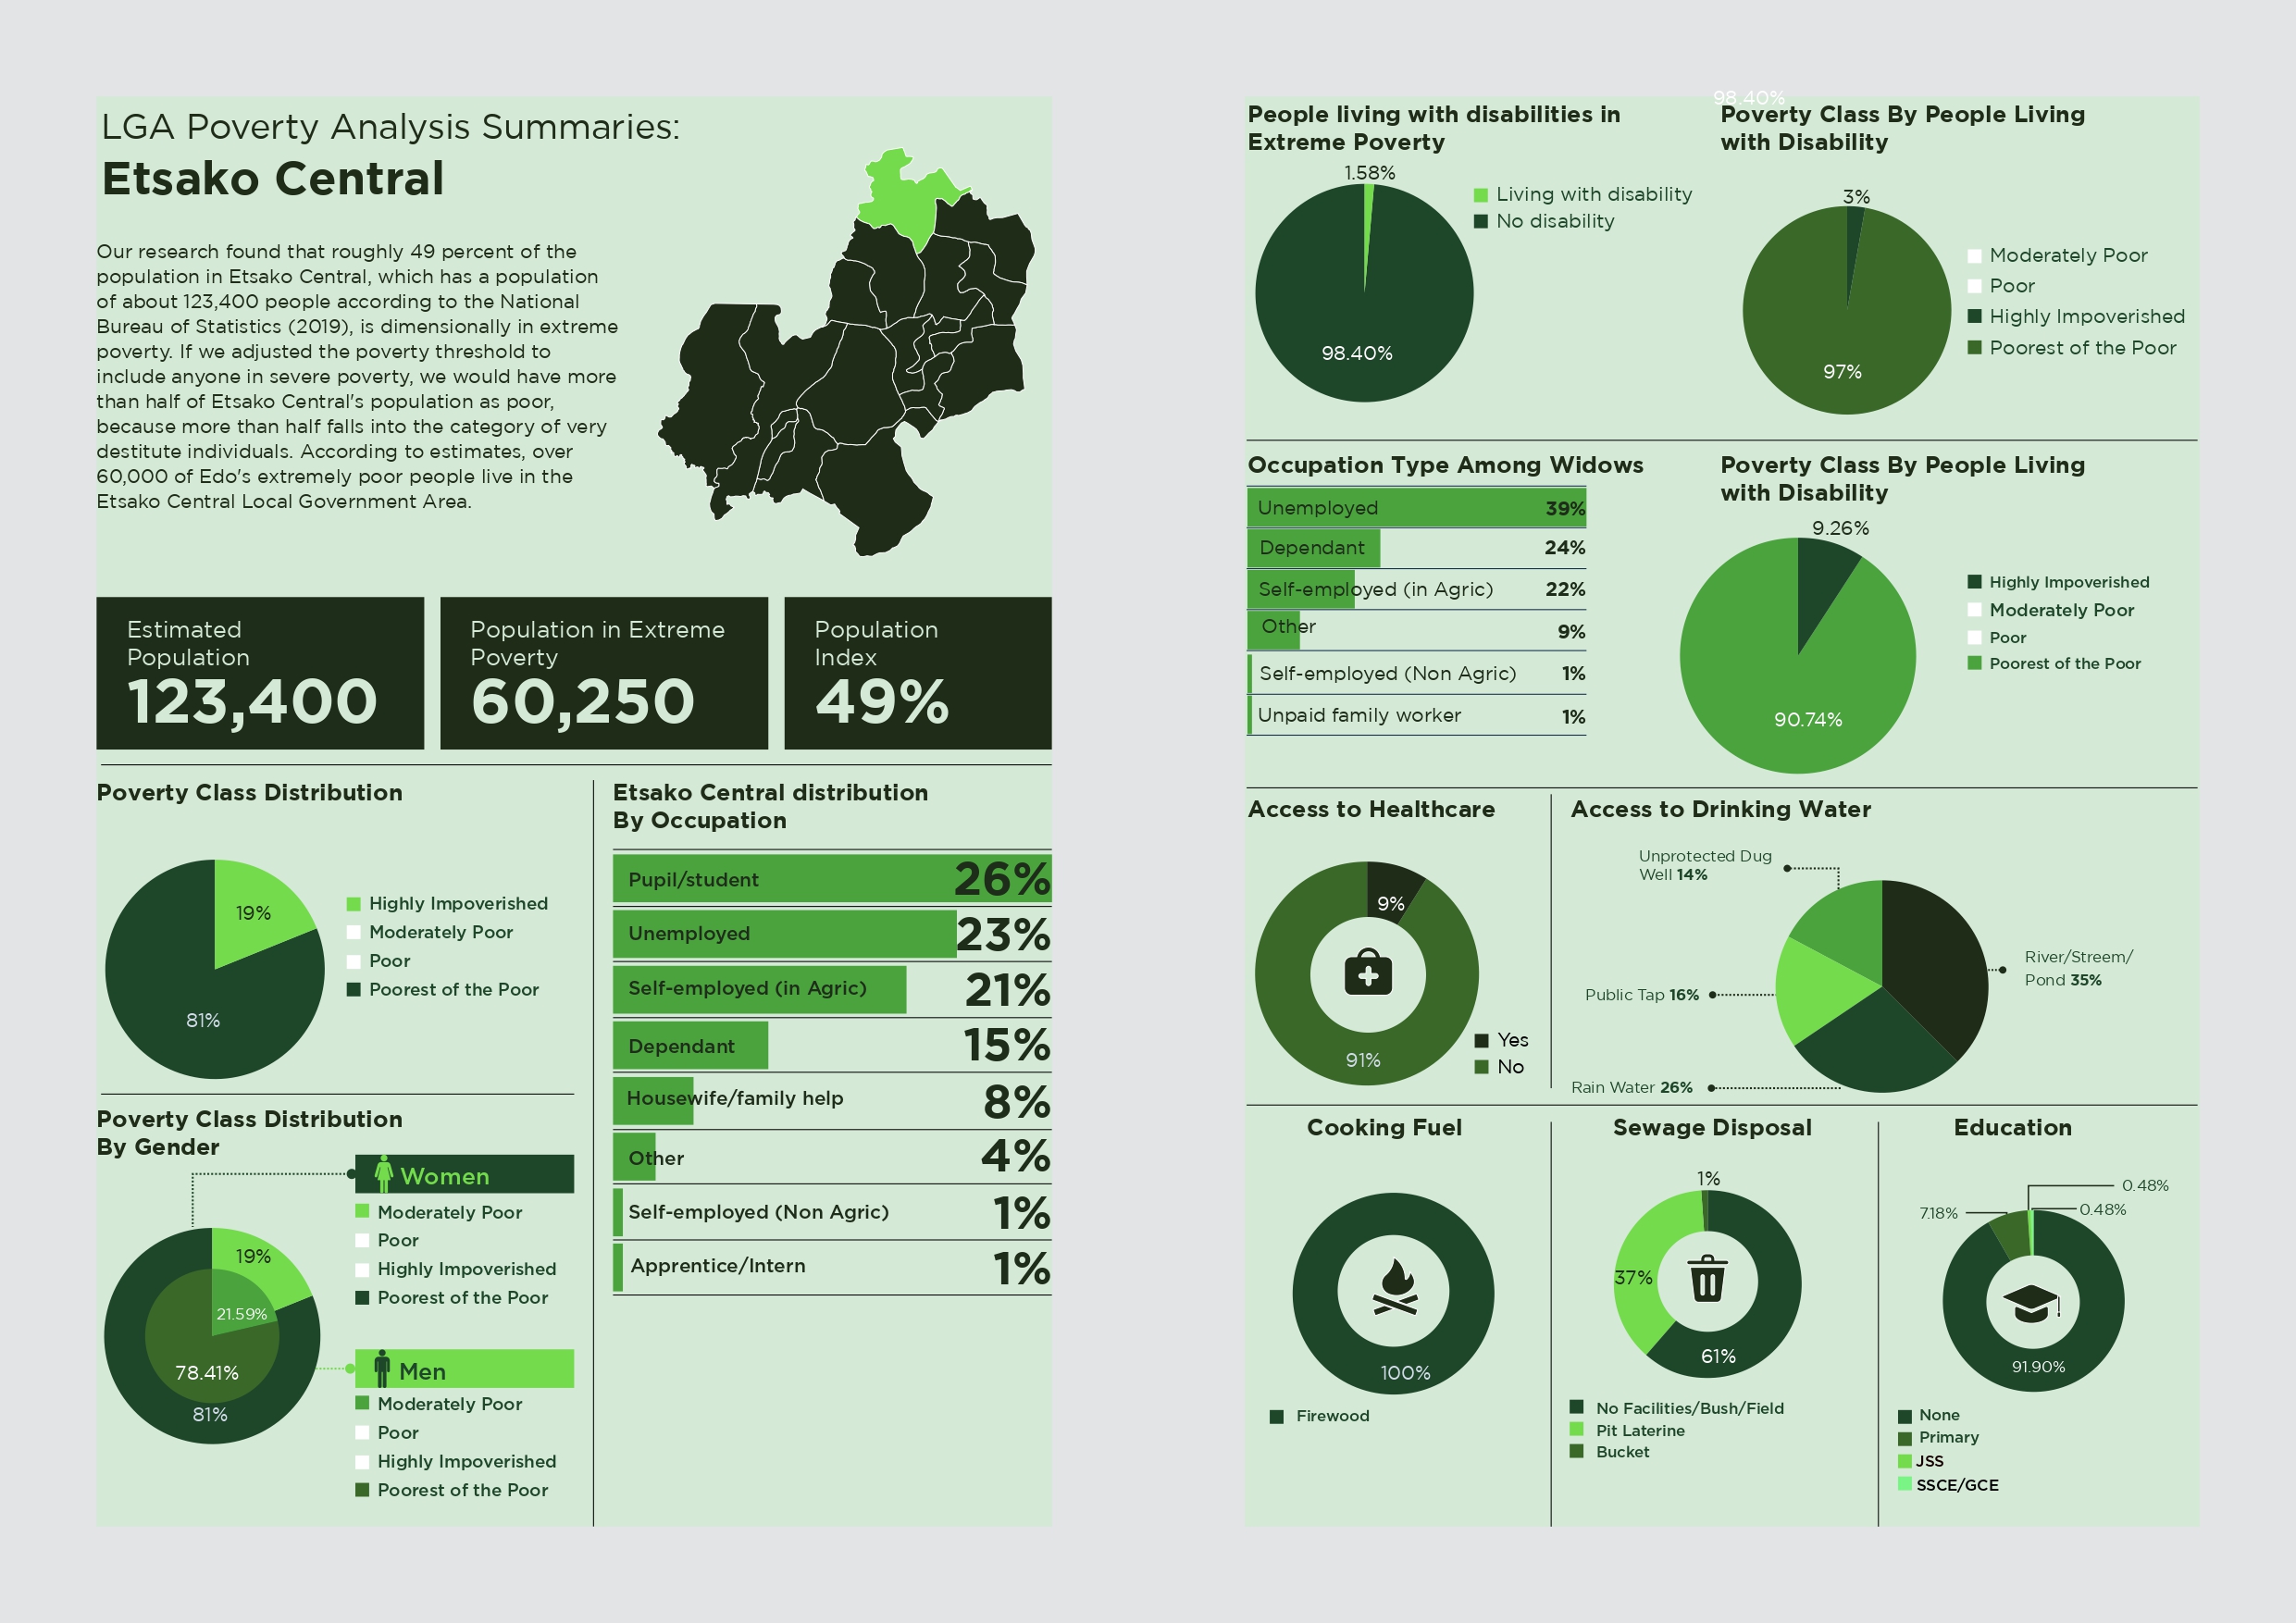 LGA Poverty Analysis Summaries:
Etsako Central
Our research found that roughly 49 percent of the
population in Etsako Central, which has a population
of about 123,400 people according to the National
Bureau of Statistics (2019), is dimensionally in extreme
poverty. If we adjusted the poverty threshold to
include anyone in severe poverty, we would have more
than half of Etsako Central's population as poor,
because more than half falls into the category of very
destitute individuals. According to estimates, over
60,000 of Edo's extremely poor people live in the
Etsako Central Local Government Area.
Estimated
Population
123,400
Population in Extreme
Poverty
60,250
Population
Index
49%
Poverty Class Distribution
19%
81%
Highly Impoverished
Moderately Poor
Poor
Poorest of the Poor
Poverty Class Distribution
By Gender
19%
21.59%
78.41%
81%
Women
Moderately Poor
Poor
Highly Impoverished
Poorest of the Poor
Men
Moderately Poor
Poor
Highly Impoverished
Poorest of the Poor
Etsako Central distribution
By Occupation
Pupil/student 26%
Unemployed 23%
Self-employed (in Agric) 21%
Dependant 15%
Housewife/family help 8%
Other 4%
Self-employed (Non Agric) 1%
Apprentice/Intern 1%
People living with disabilities in
Extreme Poverty
1.58%
98.40%
Living with disability
No disability
98.40%
Poverty Class By People Living
with Disability
3%
97%
Moderately Poor
Poor
Highly Impoverished
Poorest of the Poor
Occupation Type Among Widows
Unemployed 39%
Dependant 24%
Self-employed (in Agric) 22%
Other 9%
Self-employed (Non Agric) 1%
Unpaid family worker 1%
Poverty Class By People Living
with Disability
9.26%
90.74%
Highly Impoverished
Moderately Poor
Poor
Poorest of the Poor
Access to Healthcare
9%
91%
Yes
No
Access to Drinking Water
Unprotected Dug
Well 14%
River/Streem/
Pond 35%
Public Tap 16%
Rain Water 26%
Cooking Fuel
100%
Firewood
Sewage Disposal
1%
37%
61%
No Facilities/Bush/Field
Pit Laterine
Bucket
Education
0.48%
7.18%
0.48%
91.90%
None
Primary
JSS
SSCE/GCE